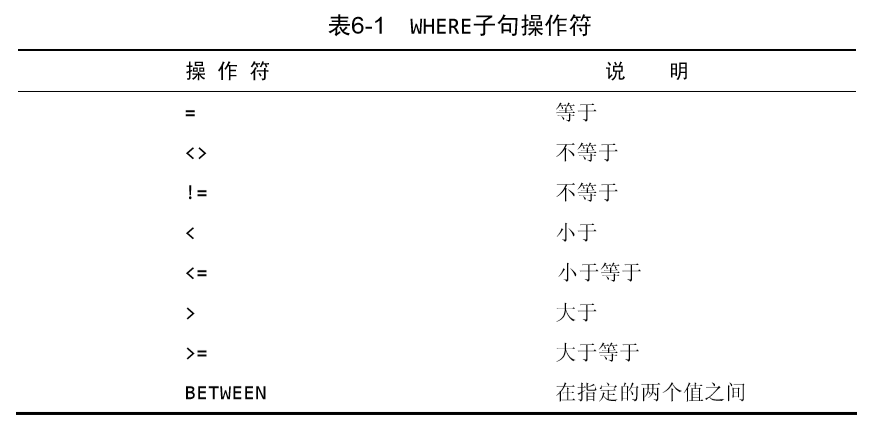 表6-1 WHERE子句操作符
操作符 说明
= 等于
<> 不等于
!= 不等于
< 小于
<= 小于等于
> 大于
>= 大于等于
BETWEEN 在指定的两个值之间